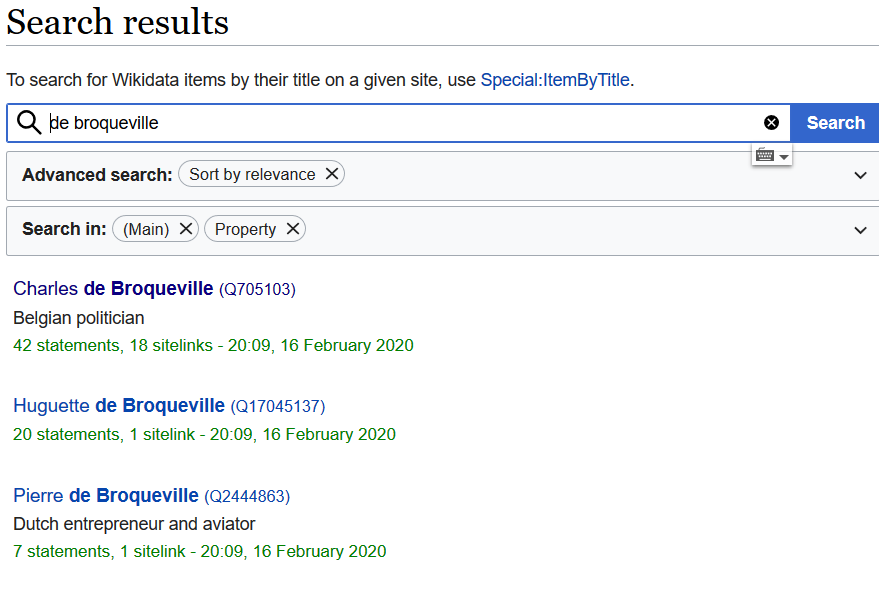 Search results
To search for Wikidata items by their title on a given site, use Special:ItemByTitle.
de broqueville
Search
Advanced search: Sort by relevance
Search in: (Main) Property
Charles de Broqueville (Q705103)
Belgian politician
42 statements, 18 sitelinks - 20:09, 16 February 2020
Huguette de Broqueville (Q17045137)
20 statements, 1 sitelink - 20:09, 16 February 2020
Pierre de Broqueville (Q2444863)
Dutch entrepreneur and aviator
7 statements, 1 sitelink - 20:09, 16 February 2020